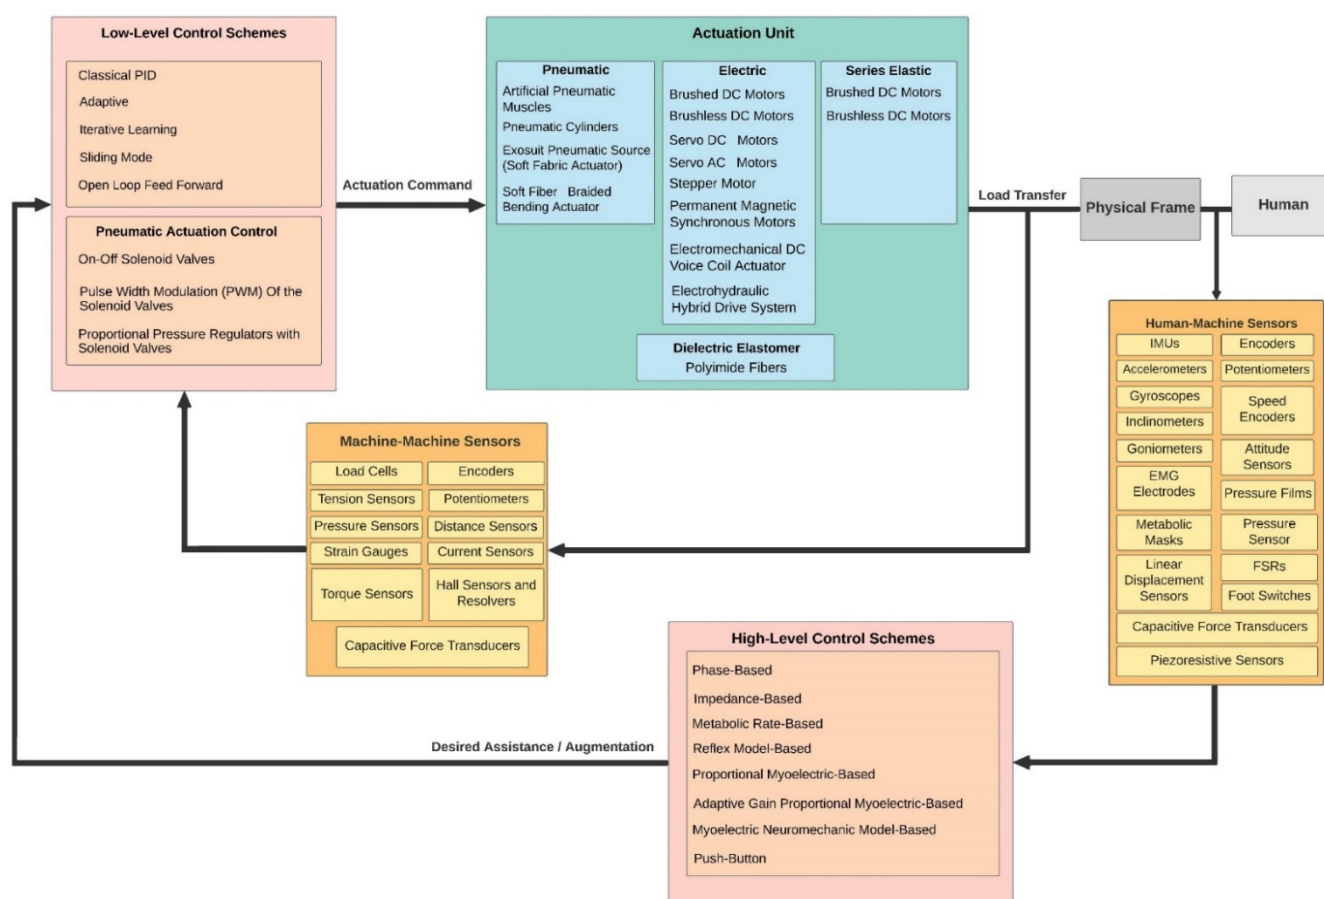 Low-Level Control Schemes
Classical PID
Adaptive
Iterative Learning
Sliding Mode
Open Loop Feed Forward
Pneumatic Actuation Control
On-Off Solenoid Valves
Pulse Width Modulation (PWM) Of the
Solenoid Valves
Proportional Pressure Regulators with
Solenoid Valves
Actuation Command
Actuation Unit
Pneumatic
Artificial Pneumatic
Muscles
Pneumatic Cylinders
Exosuit Pneumatic Source
(Soft Fabric Actuator)
Soft Fiber Braided
Bending Actuator
Electric
Brushed DC Motors
Brushless DC Motors
Servo DC Motors
Servo AC Motors
Stepper Motor
Permanent Magnetic
Synchronous Motors
Electromechanical DC
Voice Coil Actuator
Electrohydraulic
Hybrid Drive System
Series Elastic
Brushed DC Motors
Brushless DC Motors
Dielectric Elastomer
Polyimide Fibers
Load Transfer
Physical Frame
Human
Human-Machine Sensors
IMUs
Encoders
Accelerometers
Potentiometers
Gyroscopes
Speed
Encoders
Inclinometers
Goniometers
Attitude
Sensors
EMG
Electrodes
Pressure Films
Metabolic
Masks
Pressure
Sensor
Linear
Displacement
Sensors
FSRs
Foot Switches
Capacitive Force Transducers
Piezoresistive Sensors
Machine-Machine Sensors
Load Cells
Encoders
Tension Sensors
Potentiometers
Pressure Sensors
Distance Sensors
Strain Gauges
Current Sensors
Torque Sensors
Hall Sensors and
Resolvers
Capacitive Force Transducers
High-Level Control Schemes
Phase-Based
Impedance-Based
Metabolic Rate-Based
Reflex Model-Based
Proportional Myoelectric-Based
Adaptive Gain Proportional Myoelectric-Based
Myoelectric Neuromechanic Model-Based
Push-Button
Desired Assistance / Augmentation